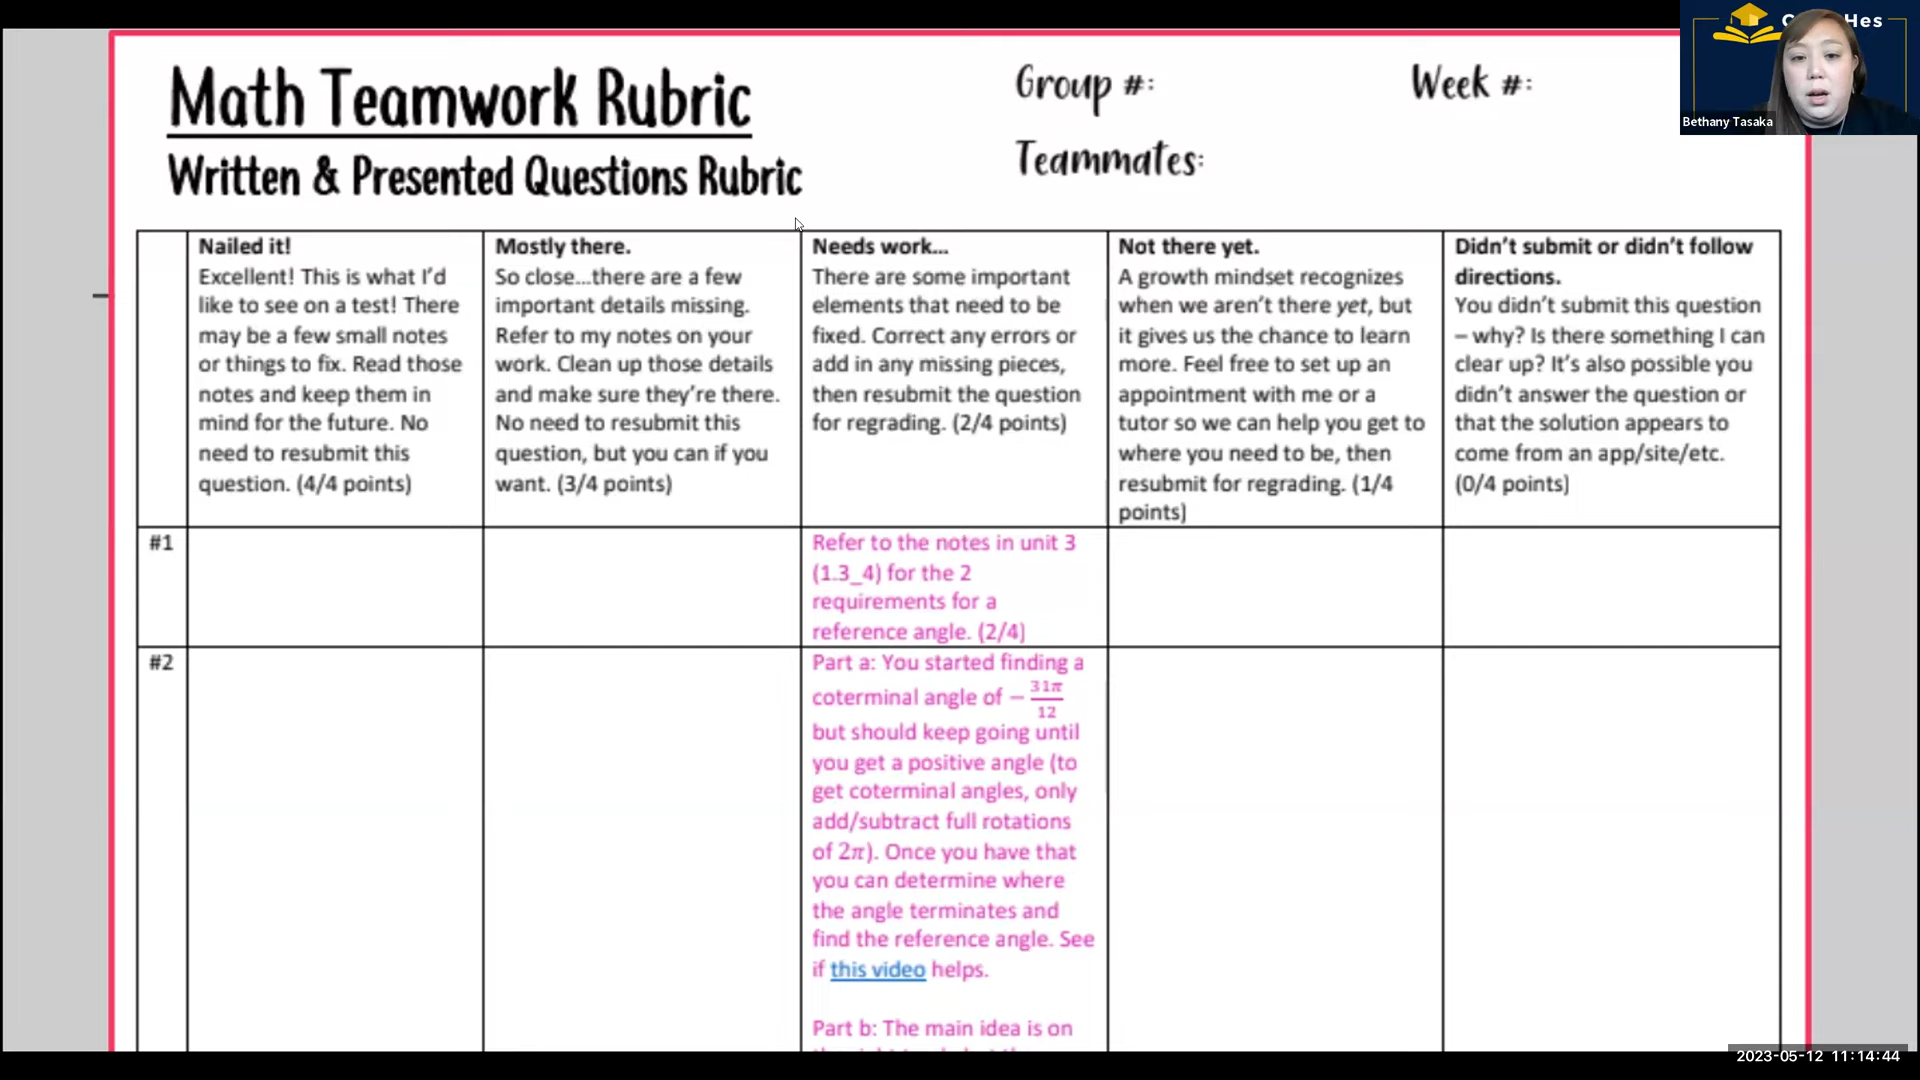 Math Teamwork Rubric
Written & Presented Questions Rubric
Group #:
Week #:
Teammates:
Hes
Bethany Tasaka
Nailed it!
Excellent! This is what I’d
like to see on a test! There
may be a few small notes
or things to fix. Read those
notes and keep them in
mind for the future. No
need to resubmit this
question. (4/4 points)
Mostly there.
So close...there are a few
important details missing.
Refer to my notes on your
work. Clean up those details
and make sure they’re there.
No need to resubmit this
question, but you can if you
want. (3/4 points)
Needs work...
There are some important
elements that need to be
fixed. Correct any errors or
add in any missing pieces,
then resubmit the question
for regrading. (2/4 points)
Not there yet.
A growth mindset recognizes
when we aren’t there yet, but
it gives us the chance to learn
more. Feel free to set up an
appointment with me or a
tutor so we can help you get to
where you need to be, then
resubmit for regrading. (1/4
points)
Didn’t submit or didn’t follow
directions.
You didn’t submit this question
– why? Is there something I can
clear up? It’s also possible you
didn’t answer the question or
that the solution appears to
come from an app/site/etc.
(0/4 points)
#1
Refer to the notes in unit 3
(1.3_4) for the 2
requirements for a
reference angle. (2/4)
#2
Part a: You started finding a
coterminal angle of − 31π/12
but should keep going until
you get a positive angle (to
get coterminal angles, only
add/subtract full rotations
of 2π). Once you have that
you can determine where
the angle terminates and
find the reference angle. See
if this video helps.
Part b: The main idea is on
2023-05-12 11:14:44